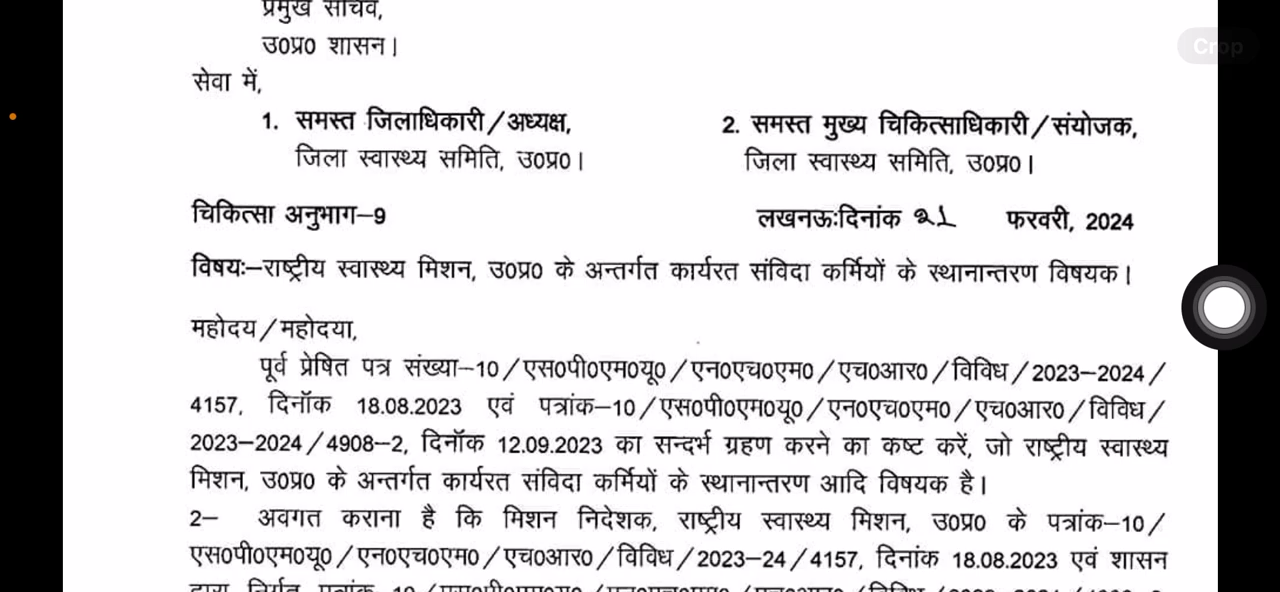 प्रमुख सचिव,
उ0प्र0 शासन।
Crop
सेवा में,
1. समस्त जिलाधिकारी/अध्यक्ष, 2. समस्त मुख्य चिकित्साधिकारी/संयोजक,
जिला स्वास्थ्य समिति, उ0प्र0। जिला स्वास्थ्य समिति, उ0प्र0।
चिकित्सा अनुभाग–9 लखनऊःदिनांक २1 फरवरी, 2024
विषयः–राष्ट्रीय स्वास्थ्य मिशन, उ0प्र0 के अन्तर्गत कार्यरत संविदा कर्मियों के स्थानान्तरण विषयक।
महोदय/महोदया,
पूर्व प्रेषित पत्र संख्या–10/एस0पी0एम0यू0/एन0एच0एम0/एच0आर0/विविध/2023–2024/
4157, दिनॉक 18.08.2023 एवं पत्रांक–10/एस0पी0एम0यू0/एन0एच0एम0/एच0आर0/विविध/
2023–2024/4908–2, दिनॉक 12.09.2023 का सन्दर्भ ग्रहण करने का कष्ट करें, जो राष्ट्रीय स्वास्थ्य
मिशन, उ0प्र0 के अन्तर्गत कार्यरत संविदा कर्मियों के स्थानान्तरण आदि विषयक है।
2– अवगत कराना है कि मिशन निदेशक, राष्ट्रीय स्वास्थ्य मिशन, उ0प्र0 के पत्रांक–10/
एस0पी0एम0यू0/एन0एच0एम0/एच0आर0/विविध/2023–24/4157, दिनांक 18.08.2023 एवं शासन